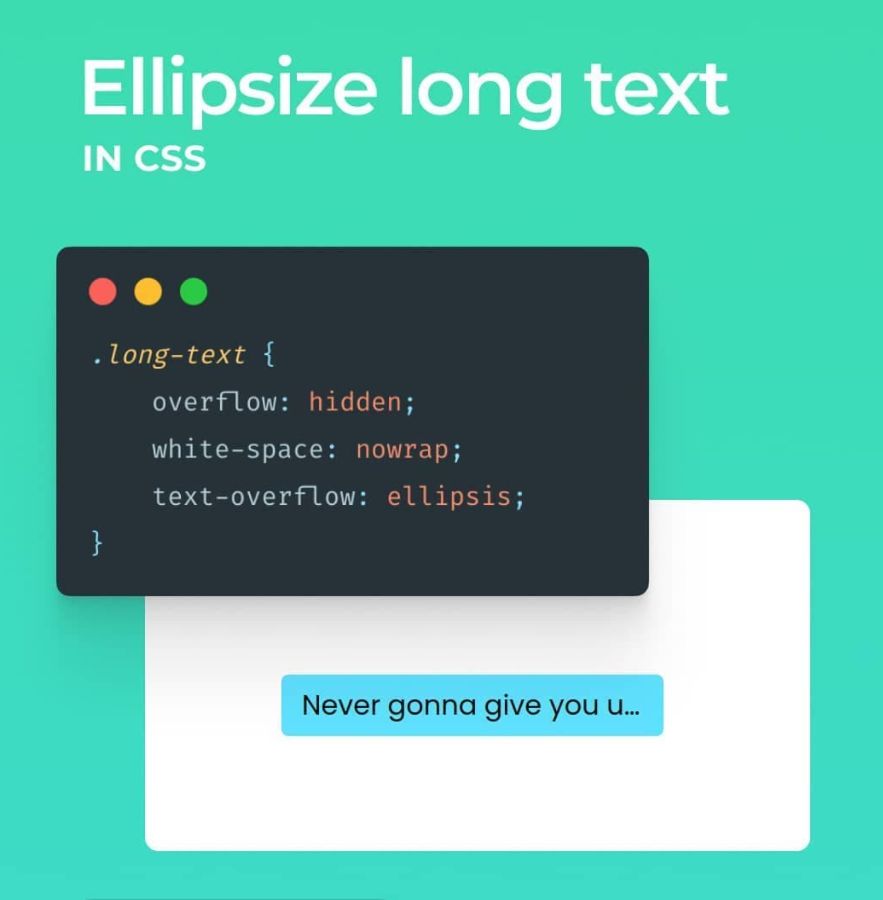 Ellipsize long text
IN CSS
.long-text {
    overflow: hidden;
    white-space: nowrap;
    text-overflow: ellipsis;
}
Never gonna give you u...